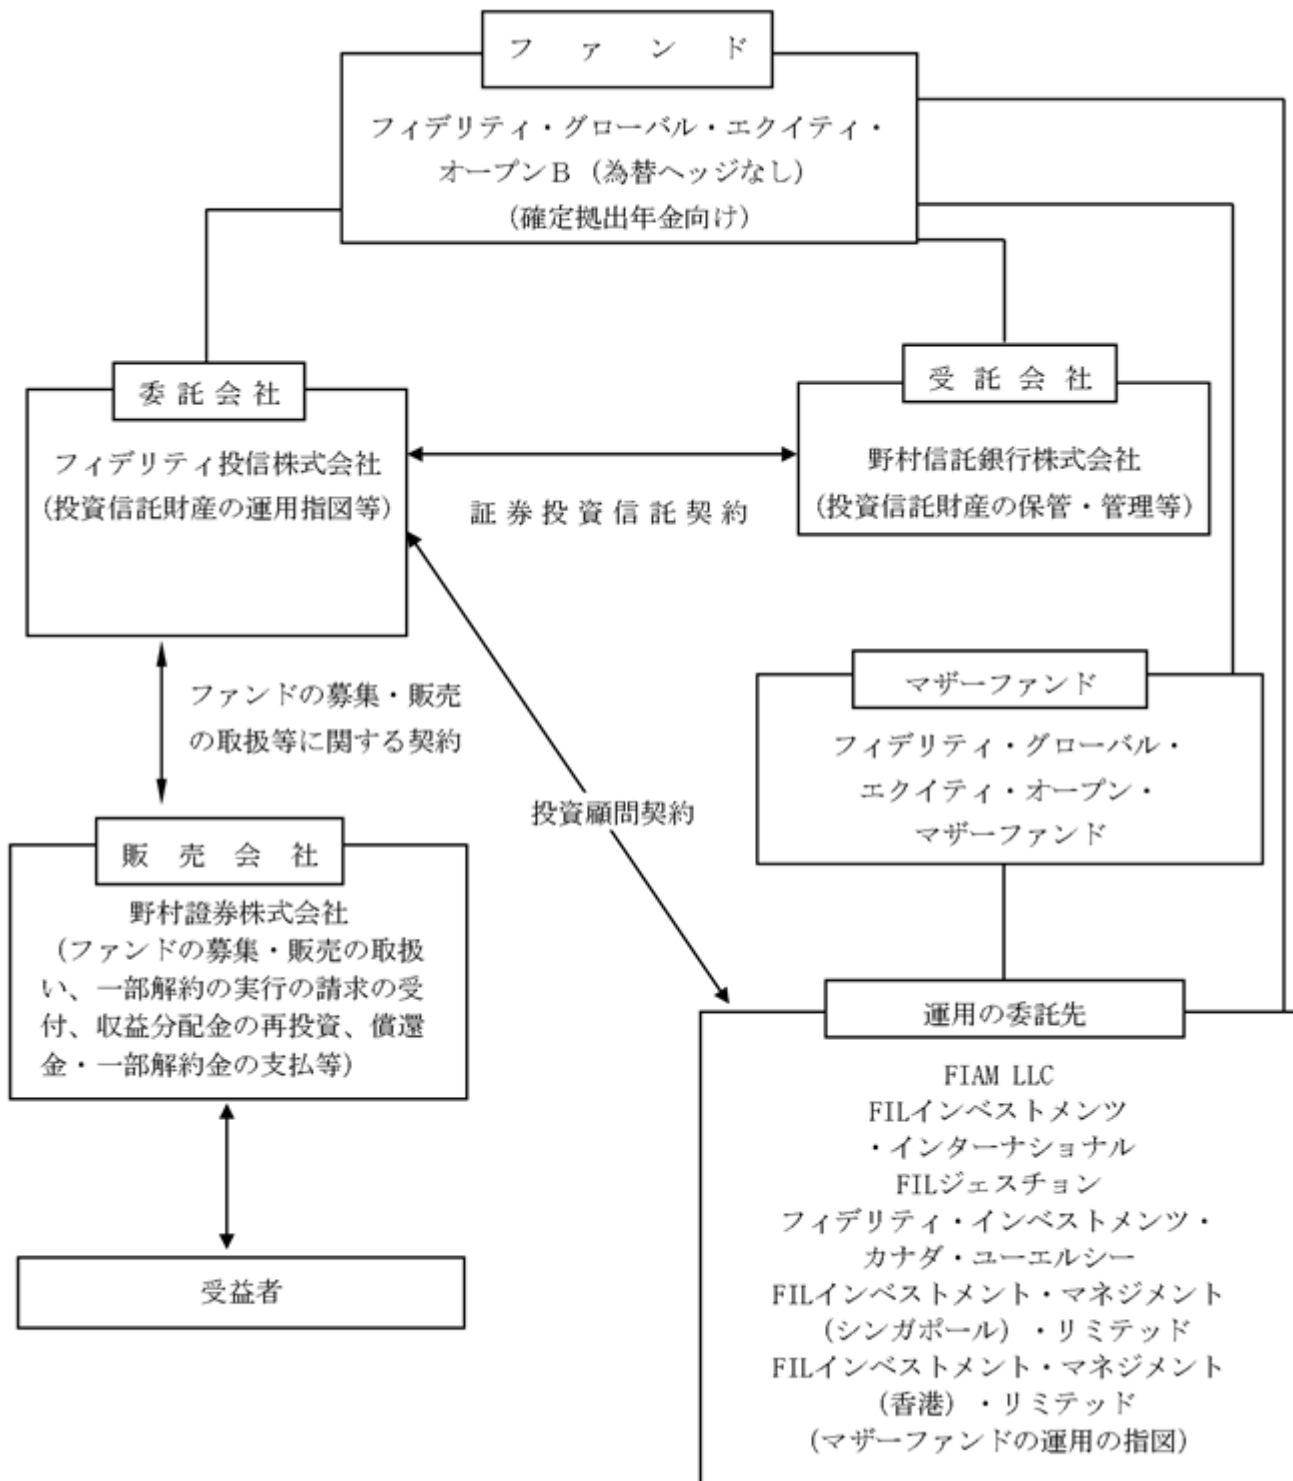 ファンド
フィデリティ・グローバル・エクイティ・
オープンＢ（為替ヘッジなし）
（確定拠出年金向け）
委託会社
フィデリティ投信株式会社
（投資信託財産の運用指図等）
受託会社
野村信託銀行株式会社
（投資信託財産の保管・管理等）
証券投資信託契約
ファンドの募集・販売
の取扱等に関する契約
投資顧問契約
マザーファンド
フィデリティ・グローバル・
エクイティ・オープン・
マザーファンド
販売会社
野村證券株式会社
（ファンドの募集・販売の取扱
い、一部解約の実行の請求の受
付、収益分配金の再投資、償還
金・一部解約金の支払等）
受益者
運用の委託先
FIAM LLC
FILインベストメンツ
・インターナショナル
FILジェスチョン
フィデリティ・インベストメンツ・
カナダ・ユーエルシー
FILインベストメント・マネジメント
（シンガポール）・リミテッド
FILインベストメント・マネジメント
（香港）・リミテッド
（マザーファンドの運用の指図）